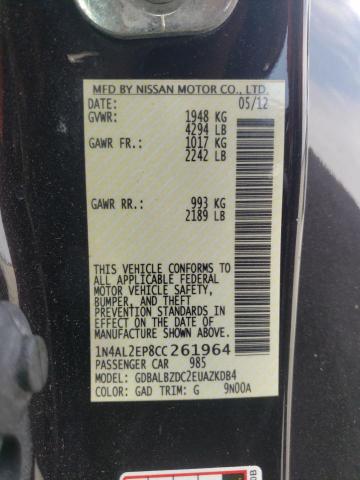 MFD BY NISSAN MOTOR CO., LTD.
DATE: 05/12
GVWR: 1948 KG
4294 LB
GAWR FR.: 1017 KG
2242 LB
GAWR RR.: 993 KG
2189 LB
THIS VEHICLE CONFORMS TO
ALL APPLICABLE FEDERAL
MOTOR VEHICLE SAFETY,
BUMPER, AND THEFT
PREVENTION STANDARDS IN
EFFECT ON THE DATE OF
MANUFACTURE SHOWN ABOVE.
1N4AL2EP8CC261964
PASSENGER CAR 985
MODEL: GDBALBZDC2EUAZKDB4
COLOR: GAD TRIM: G 9N00A